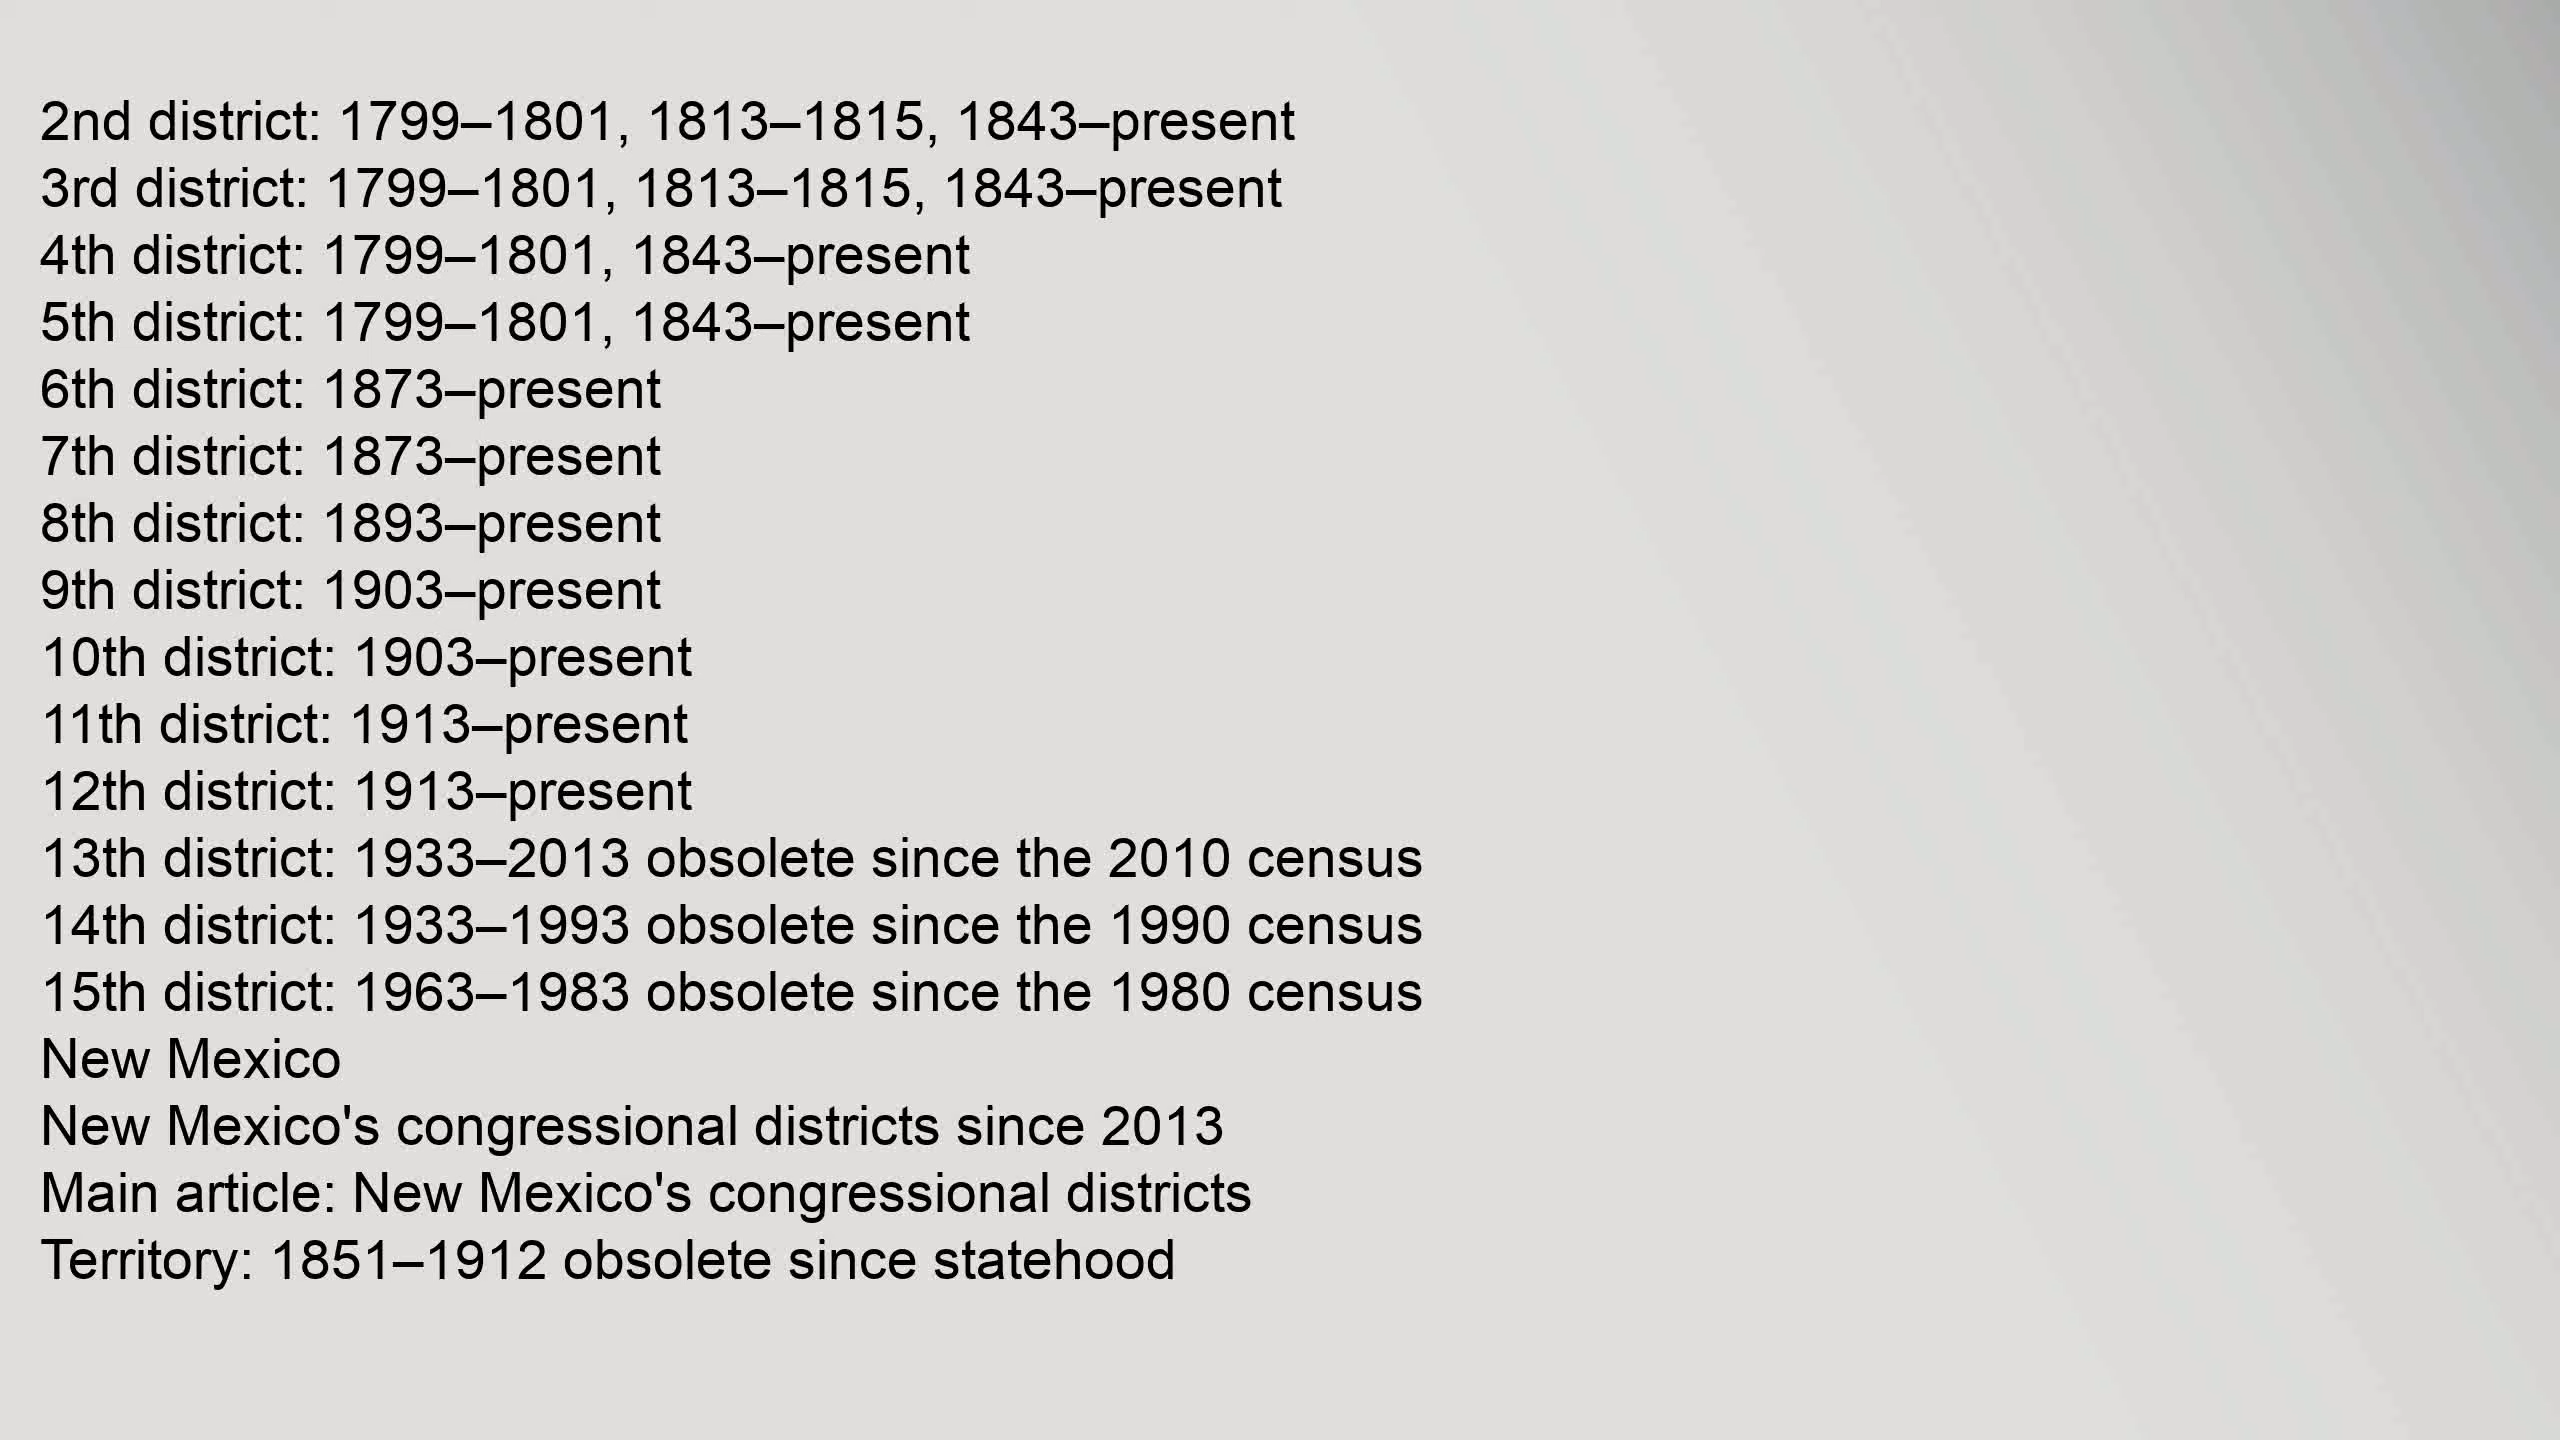 2nd district: 1799–1801, 1813–1815, 1843–present
3rd district: 1799–1801, 1813–1815, 1843–present
4th district: 1799–1801, 1843–present
5th district: 1799–1801, 1843–present
6th district: 1873–present
7th district: 1873–present
8th district: 1893–present
9th district: 1903–present
10th district: 1903–present
11th district: 1913–present
12th district: 1913–present
13th district: 1933–2013 obsolete since the 2010 census
14th district: 1933–1993 obsolete since the 1990 census
15th district: 1963–1983 obsolete since the 1980 census
New Mexico
New Mexico's congressional districts since 2013
Main article: New Mexico's congressional districts
Territory: 1851–1912 obsolete since statehood